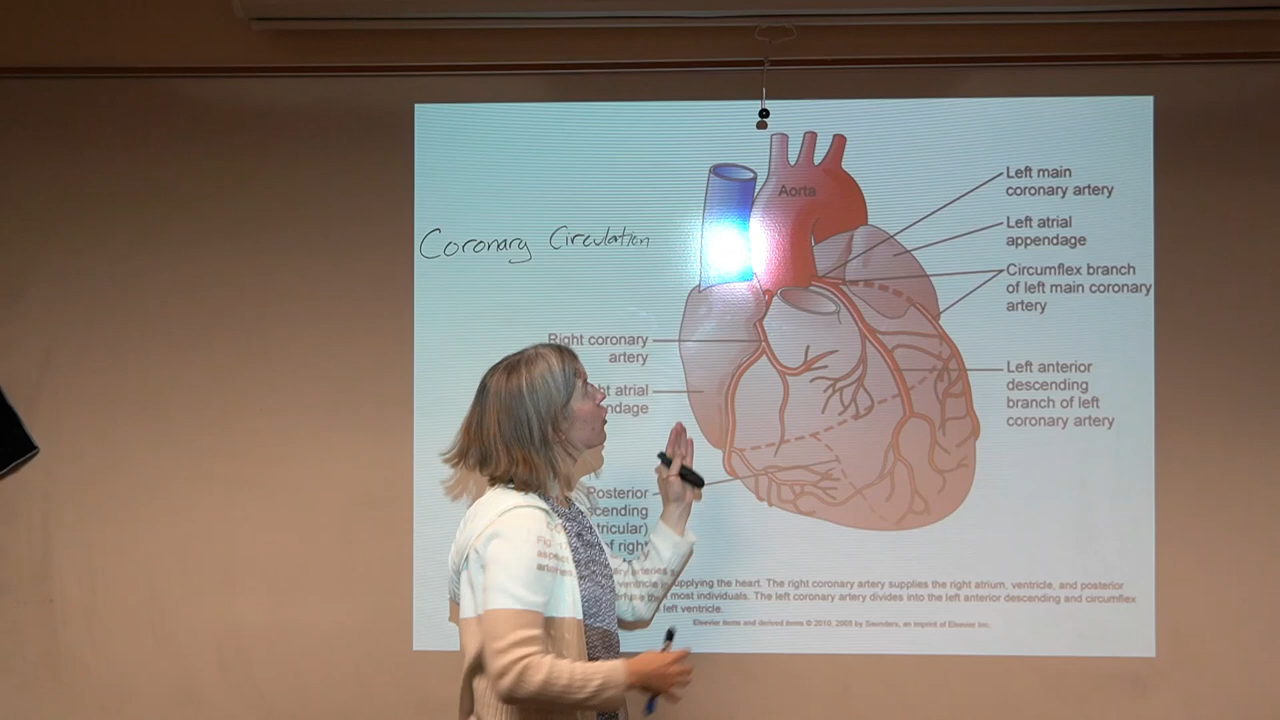 Aorta
Left main
coronary artery
Left atrial
appendage
Coronary Circulation
Circumflex branch
of left main coronary
artery
Right coronary
artery
Left anterior
descending
branch of left
coronary artery
Posterior
of right
supplying the heart. The right coronary artery supplies the right atrium, ventricle, and posterior
most individuals. The left coronary artery divides into the left anterior descending and circumflex
left ventricle.
Elsevier items and derived items © 2010, 2005 by Saunders, an imprint of Elsevier Inc.